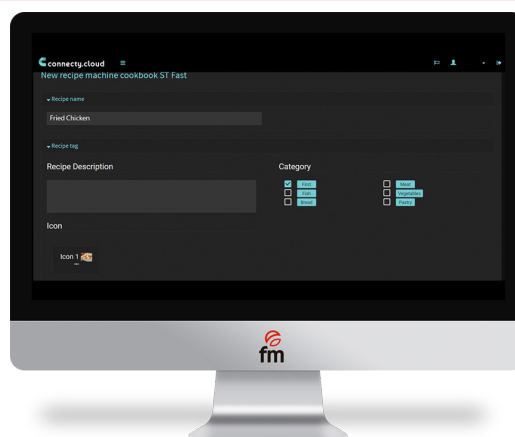 connecty.cloud
New recipe machine cookbook ST Fast
Recipe name
Fried Chicken
Recipe tag
Recipe Description
Category
Find
Meat
Fish
Vegetables
Bread
Pastry
Icon
Icon 1
fm